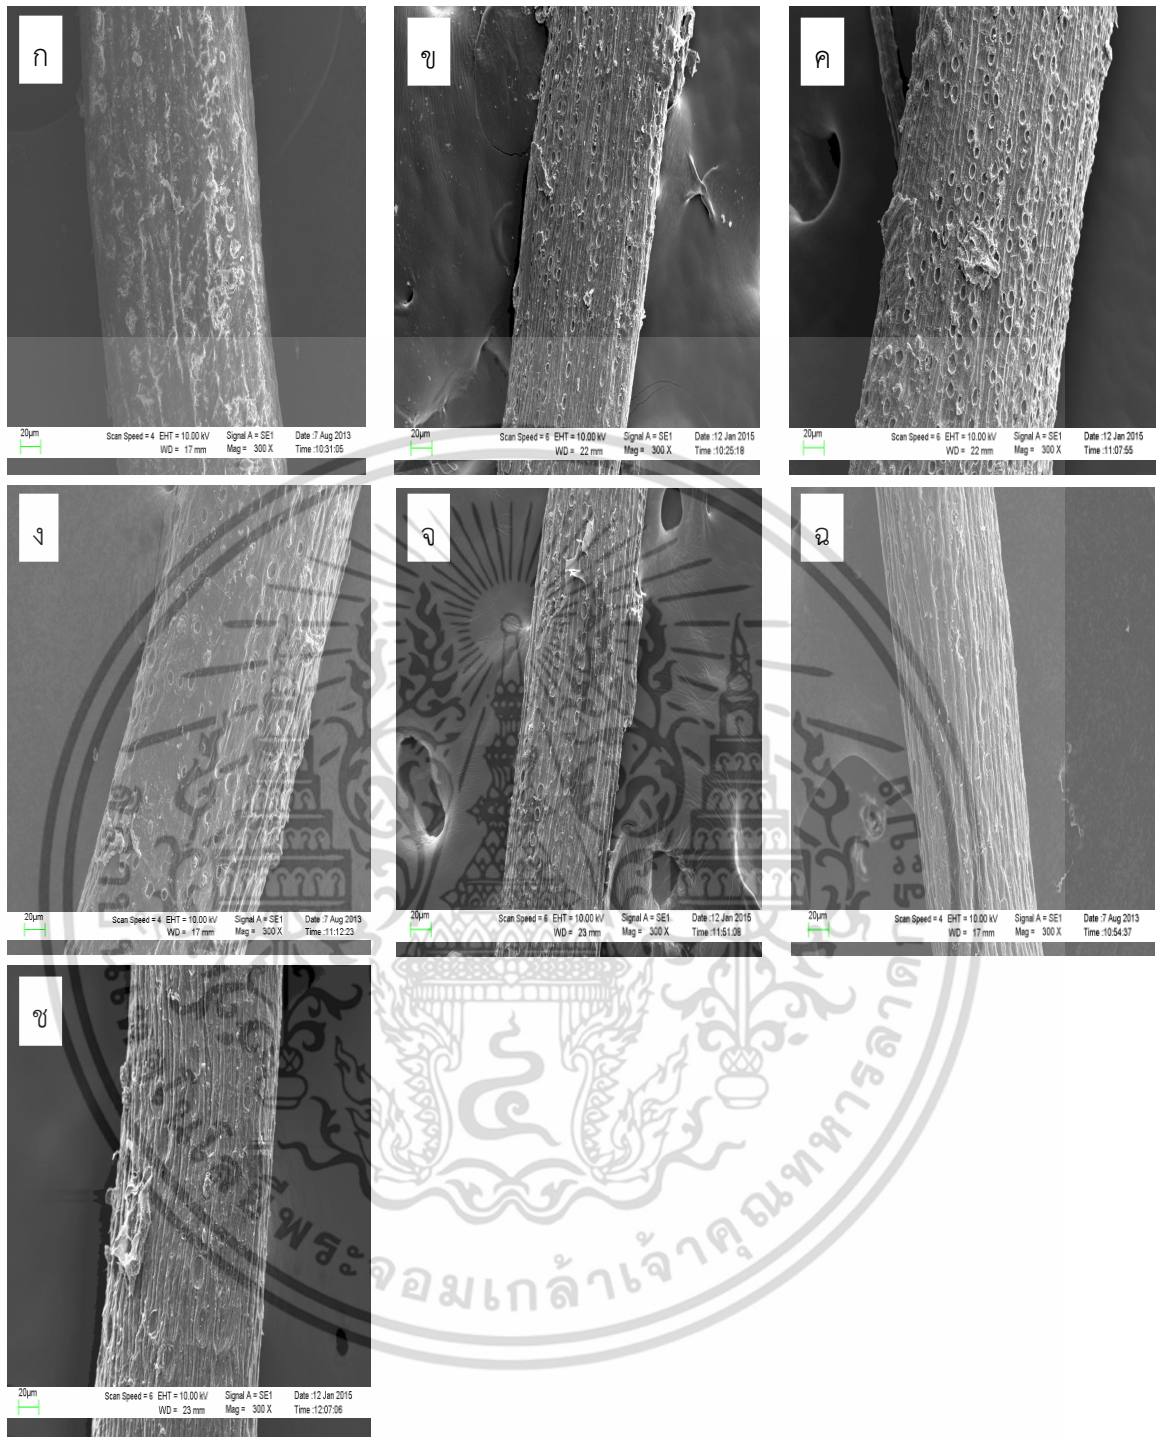 ก
ข
ค
20µm Scan Speed = 4 EHT = 10.00 kV Signal A = SE1 Date :7 Aug 2013
WD = 17 mm Mag = 300 X Time :10:31:05
20µm Scan Speed = 6 EHT = 10.00 kV Signal A = SE1 Date :12 Jan 2015
WD = 22 mm Mag = 300 X Time :10:25:18
20µm Scan Speed = 6 EHT = 10.00 kV Signal A = SE1 Date :12 Jan 2015
WD = 22 mm Mag = 300 X Time :11:07:55
ง
จ
ฉ
20µm Scan Speed = 4 EHT = 10.00 kV Signal A = SE1 Date :7 Aug 2013
WD = 17 mm Mag = 300 X Time :11:12:23
20µm Scan Speed = 6 EHT = 10.00 kV Signal A = SE1 Date :12 Jan 2015
WD = 23 mm Mag = 300 X Time :11:51:08
20µm Scan Speed = 4 EHT = 10.00 kV Signal A = SE1 Date :7 Aug 2013
WD = 17 mm Mag = 300 X Time :10:54:37
ช
20µm Scan Speed = 6 EHT = 10.00 kV Signal A = SE1 Date :12 Jan 2015
WD = 23 mm Mag = 300 X Time :12:07:06
พระจอมเกล้าเจ้าคุณทหารลาดกระบัง